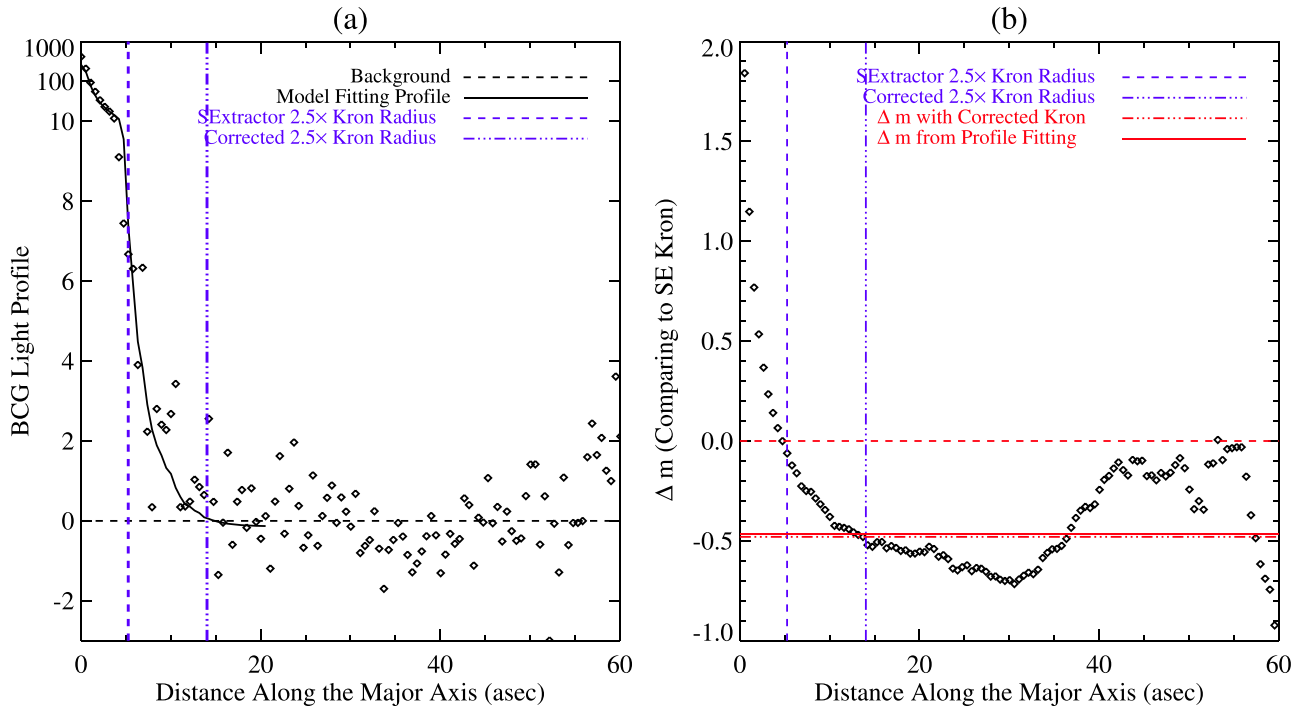 (a)
1000
100
10
8
6
4
2
0
-2
BCG Light Profile
Background
Model Fitting Profile
SExtractor 2.5× Kron Radius
Corrected 2.5× Kron Radius
0
20
40
60
Distance Along the Major Axis (asec)
(b)
2.0
1.5
1.0
0.5
0.0
-0.5
-1.0
Δ m (Comparing to SE Kron)
SExtractor 2.5× Kron Radius
Corrected 2.5× Kron Radius
Δ m with Corrected Kron
Δ m from Profile Fitting
0
20
40
60
Distance Along the Major Axis (asec)